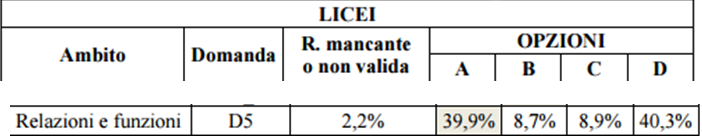 LICEI
Ambito Domanda R. mancante o non valida OPZIONI
A B C D
Relazioni e funzioni D5 2,2% 39,9% 8,7% 8,9% 40,3%